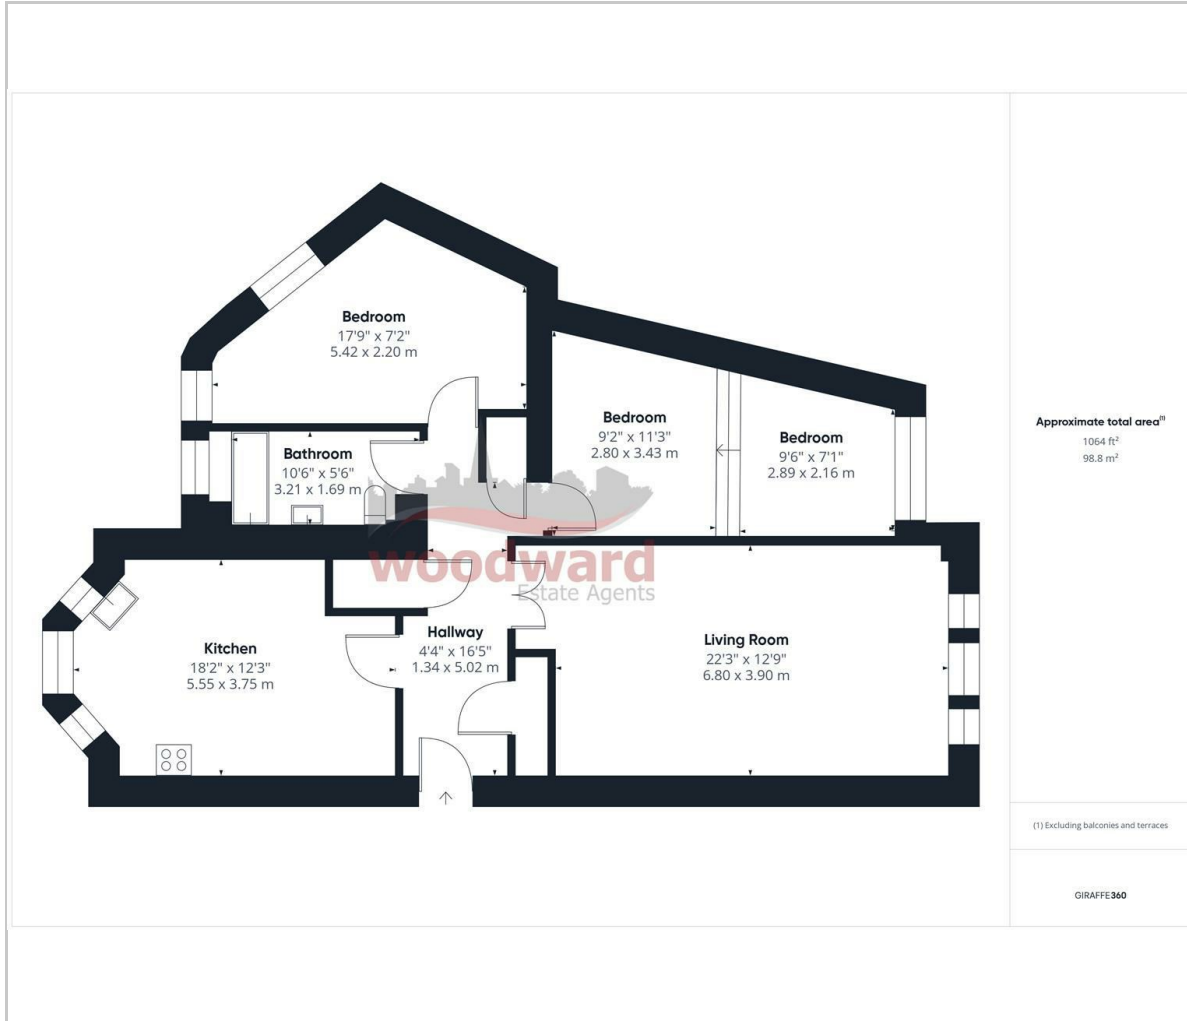 Bedroom
17'9" x 7'2"
5.42 x 2.20 m
Bedroom
9'2" x 11'3"
2.80 x 3.43 m
Bedroom
9'6" x 7'1"
2.89 x 2.16 m
Bathroom
10'6" x 5'6"
3.21 x 1.69 m
woodward
Estate Agents
Kitchen
18'2" x 12'3"
5.55 x 3.75 m
Hallway
4'4" x 16'5"
1.34 x 5.02 m
Living Room
22'3" x 12'9"
6.80 x 3.90 m
Approximate total area(1)
1064 ft²
98.8 m²
(1) Excluding balconies and terraces
GIRAFFE360